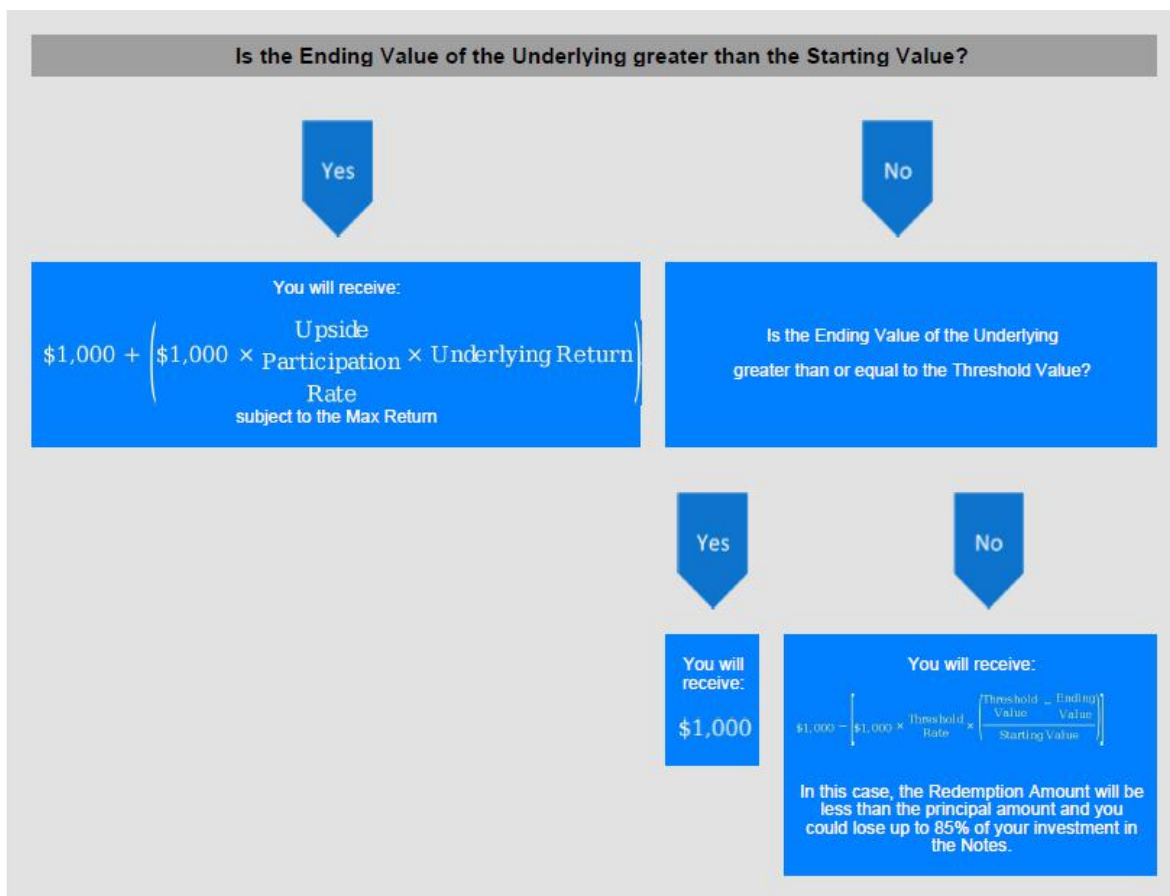 Is the Ending Value of the Underlying greater than the Starting Value?
Yes
No
You will receive:
$1,000 + ($1,000 × Upside Participation Rate × Underlying Return)
subject to the Max Return
Is the Ending Value of the Underlying
greater than or equal to the Threshold Value?
Yes
No
You will
receive:
$1,000
You will receive:
$1,000 − [$1,000 × Threshold Rate × (Threshold Value − Ending Value / Starting Value)]
In this case, the Redemption Amount will be
less than the principal amount and you
could lose up to 85% of your investment in
the Notes.